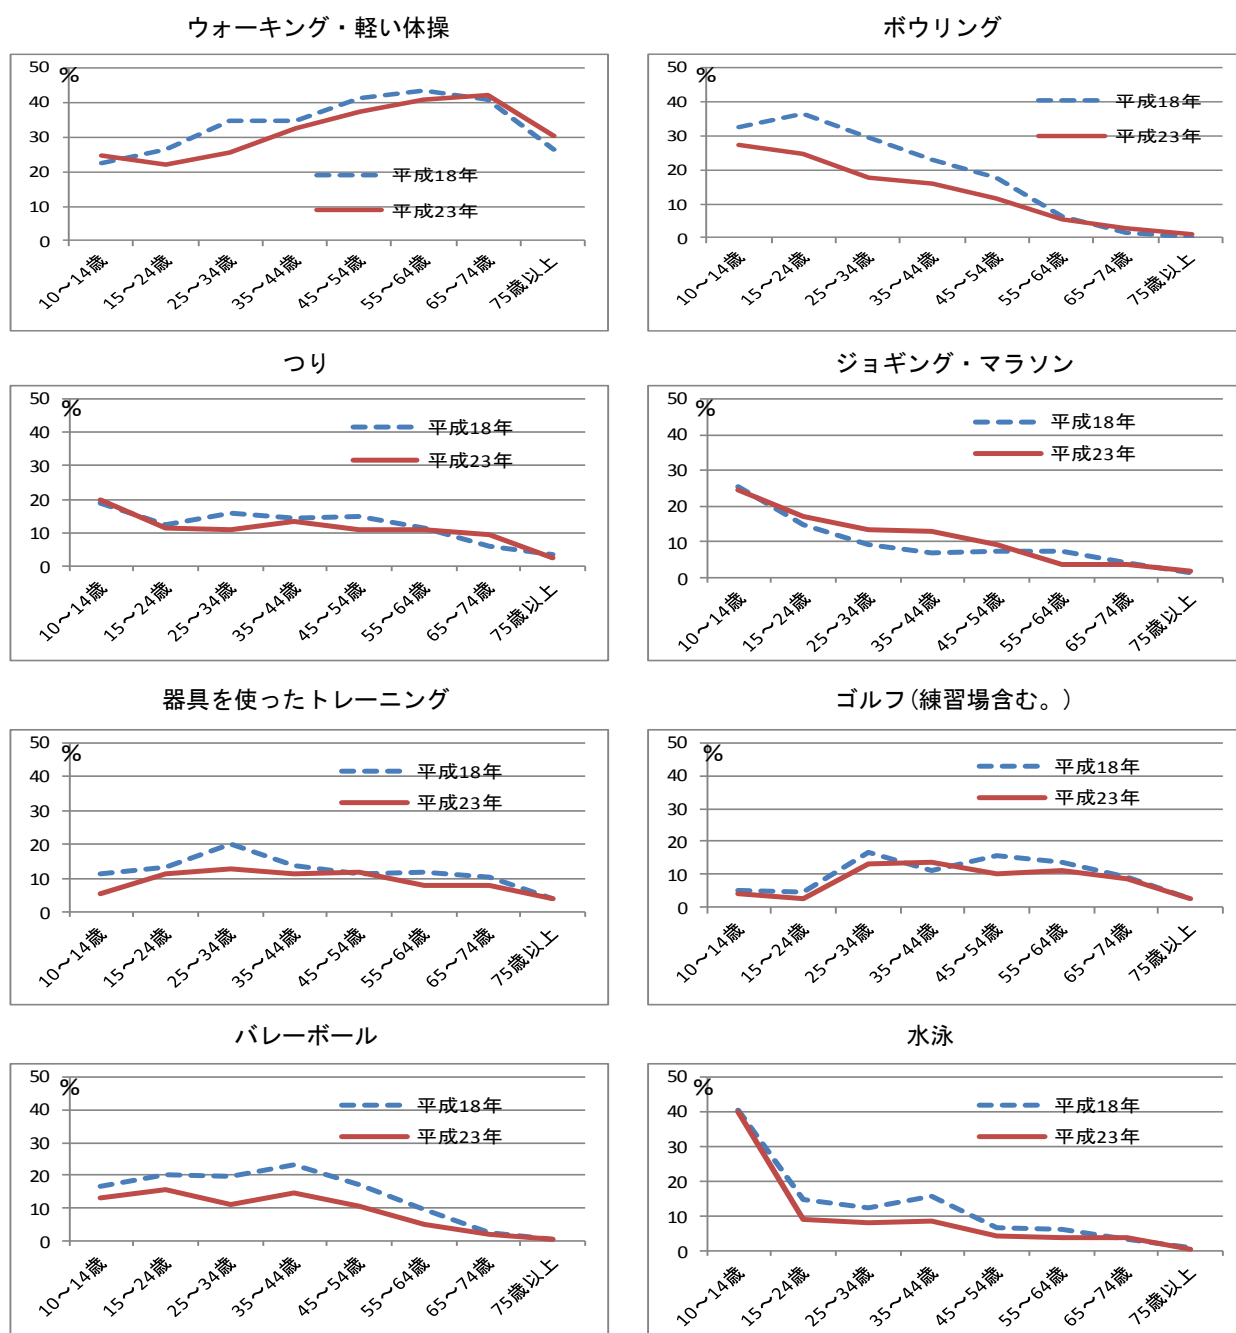 ウォーキング・軽い体操
50
%
40
30
20
10
0
平成18年
平成23年
10～14歳
15～24歳
25～34歳
35～44歳
45～54歳
55～64歳
65～74歳
75歳以上
ボウリング
50
%
40
30
20
10
0
平成18年
平成23年
10～14歳
15～24歳
25～34歳
35～44歳
45～54歳
55～64歳
65～74歳
75歳以上
つり
50
%
40
30
20
10
0
平成18年
平成23年
10～14歳
15～24歳
25～34歳
35～44歳
45～54歳
55～64歳
65～74歳
75歳以上
ジョギング・マラソン
50
%
40
30
20
10
0
平成18年
平成23年
10～14歳
15～24歳
25～34歳
35～44歳
45～54歳
55～64歳
65～74歳
75歳以上
器具を使ったトレーニング
50
%
40
30
20
10
0
平成18年
平成23年
10～14歳
15～24歳
25～34歳
35～44歳
45～54歳
55～64歳
65～74歳
75歳以上
ゴルフ(練習場含む。)
50
%
40
30
20
10
0
平成18年
平成23年
10～14歳
15～24歳
25～34歳
35～44歳
45～54歳
55～64歳
65～74歳
75歳以上
バレーボール
50
%
40
30
20
10
0
平成18年
平成23年
10～14歳
15～24歳
25～34歳
35～44歳
45～54歳
55～64歳
65～74歳
75歳以上
水泳
50
%
40
30
20
10
0
平成18年
平成23年
10～14歳
15～24歳
25～34歳
35～44歳
45～54歳
55～64歳
65～74歳
75歳以上